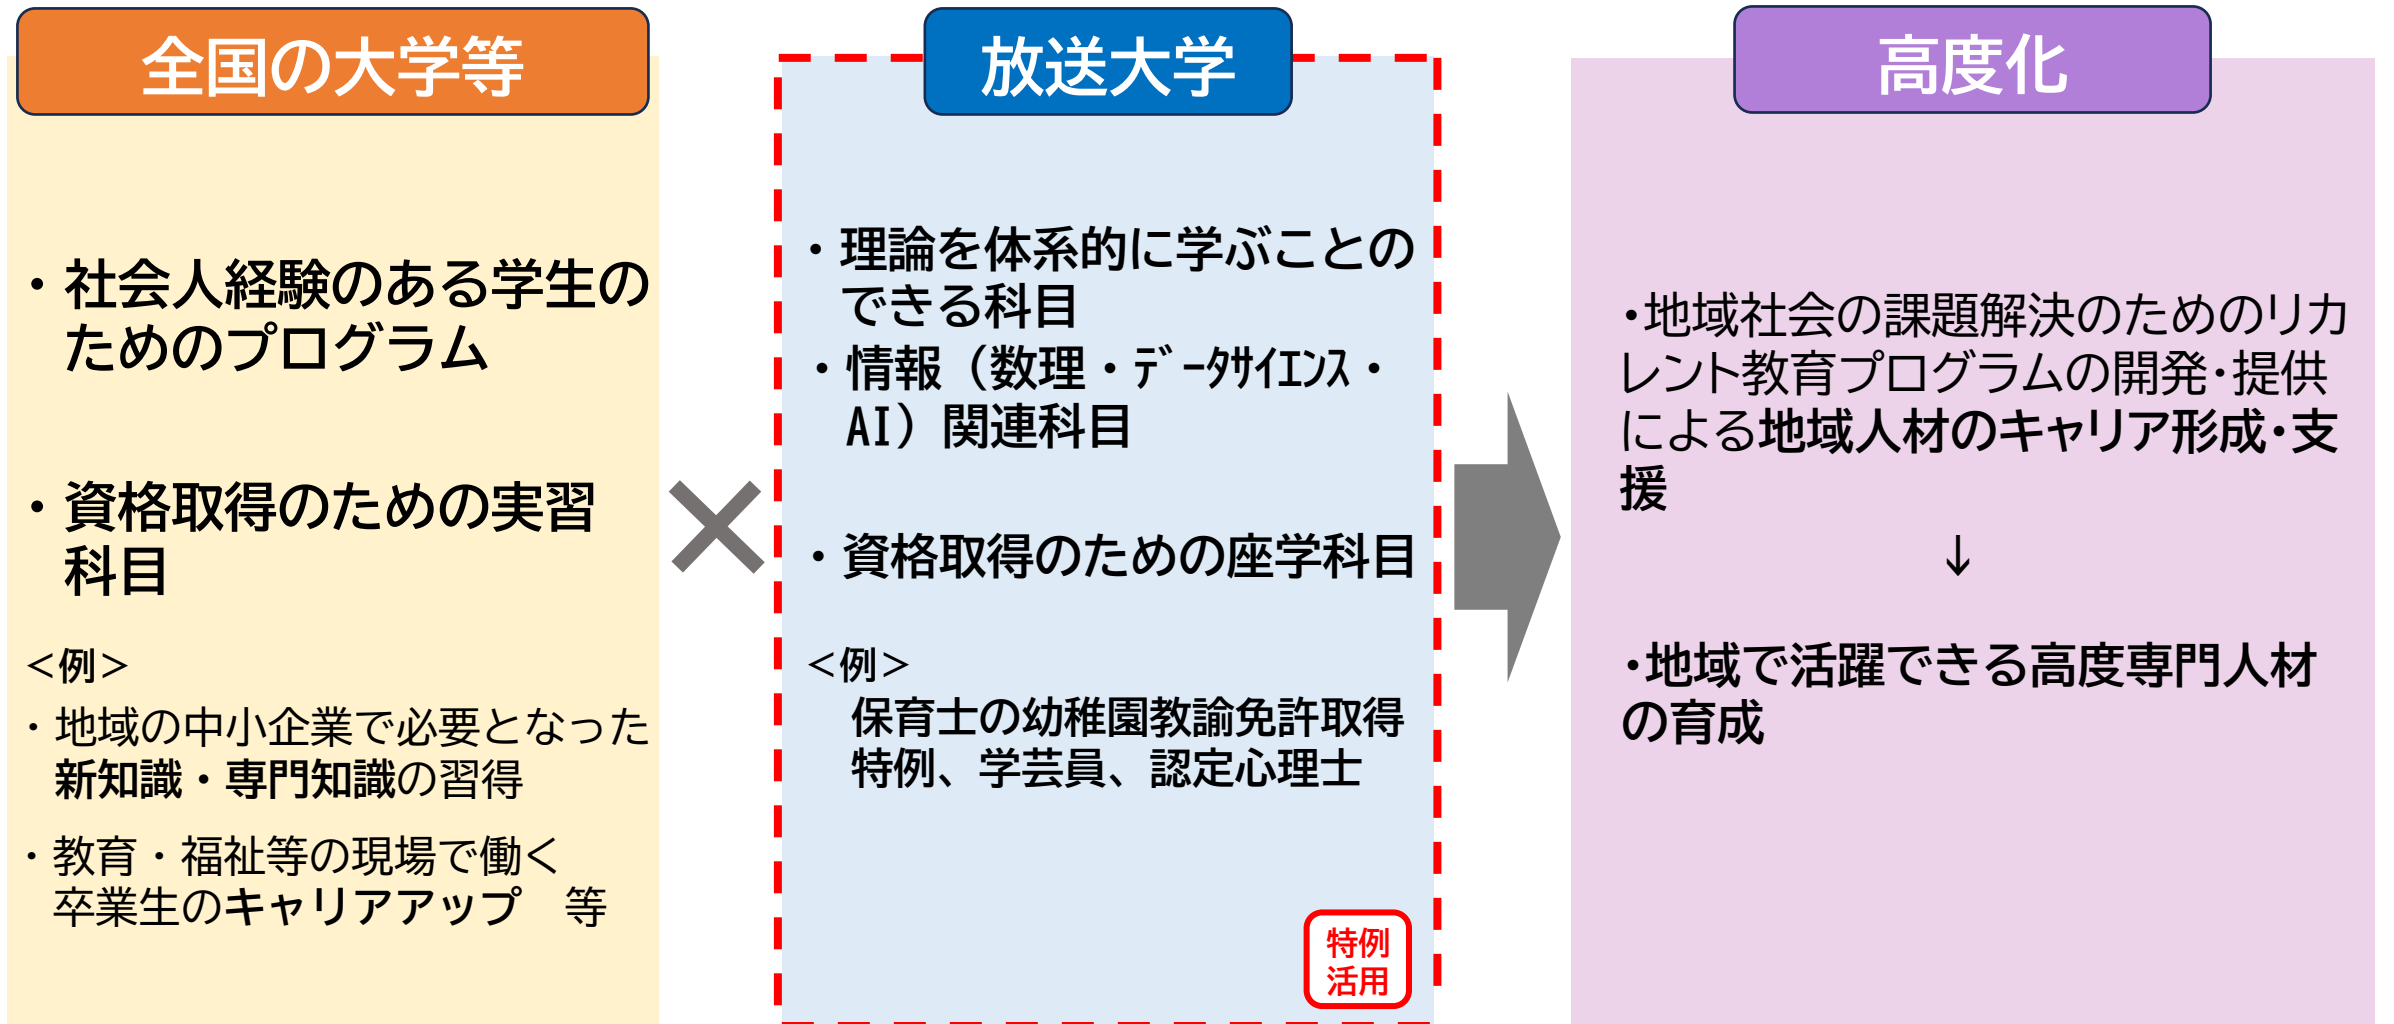 全国の大学等
・社会人経験のある学生の
ためのプログラム
・資格取得のための実習
科目
＜例＞
・地域の中小企業で必要となった
新知識・専門知識の習得
・教育・福祉等の現場で働く
卒業生のキャリアアップ　等
×
放送大学
・理論を体系的に学ぶことの
できる科目
・情報（数理・ﾃﾞｰﾀｻｲｴﾝｽ・
AI）関連科目
・資格取得のための座学科目
＜例＞
保育士の幼稚園教諭免許取得
特例、学芸員、認定心理士
特例
活用
高度化
・地域社会の課題解決のためのリカ
レント教育プログラムの開発・提供
による地域人材のキャリア形成・支
援
↓
・地域で活躍できる高度専門人材
の育成